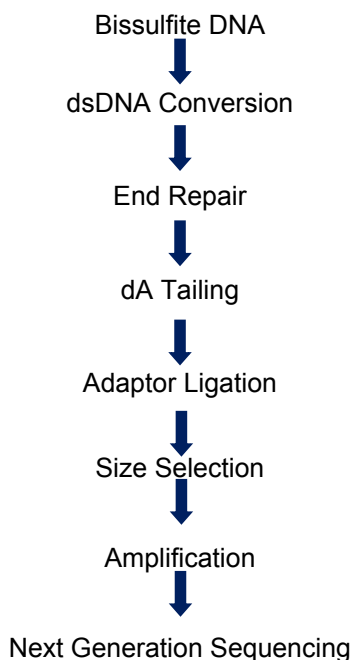 Bissulfite DNA
dsDNA Conversion
End Repair
dA Tailing
Adaptor Ligation
Size Selection
Amplification
Next Generation Sequencing